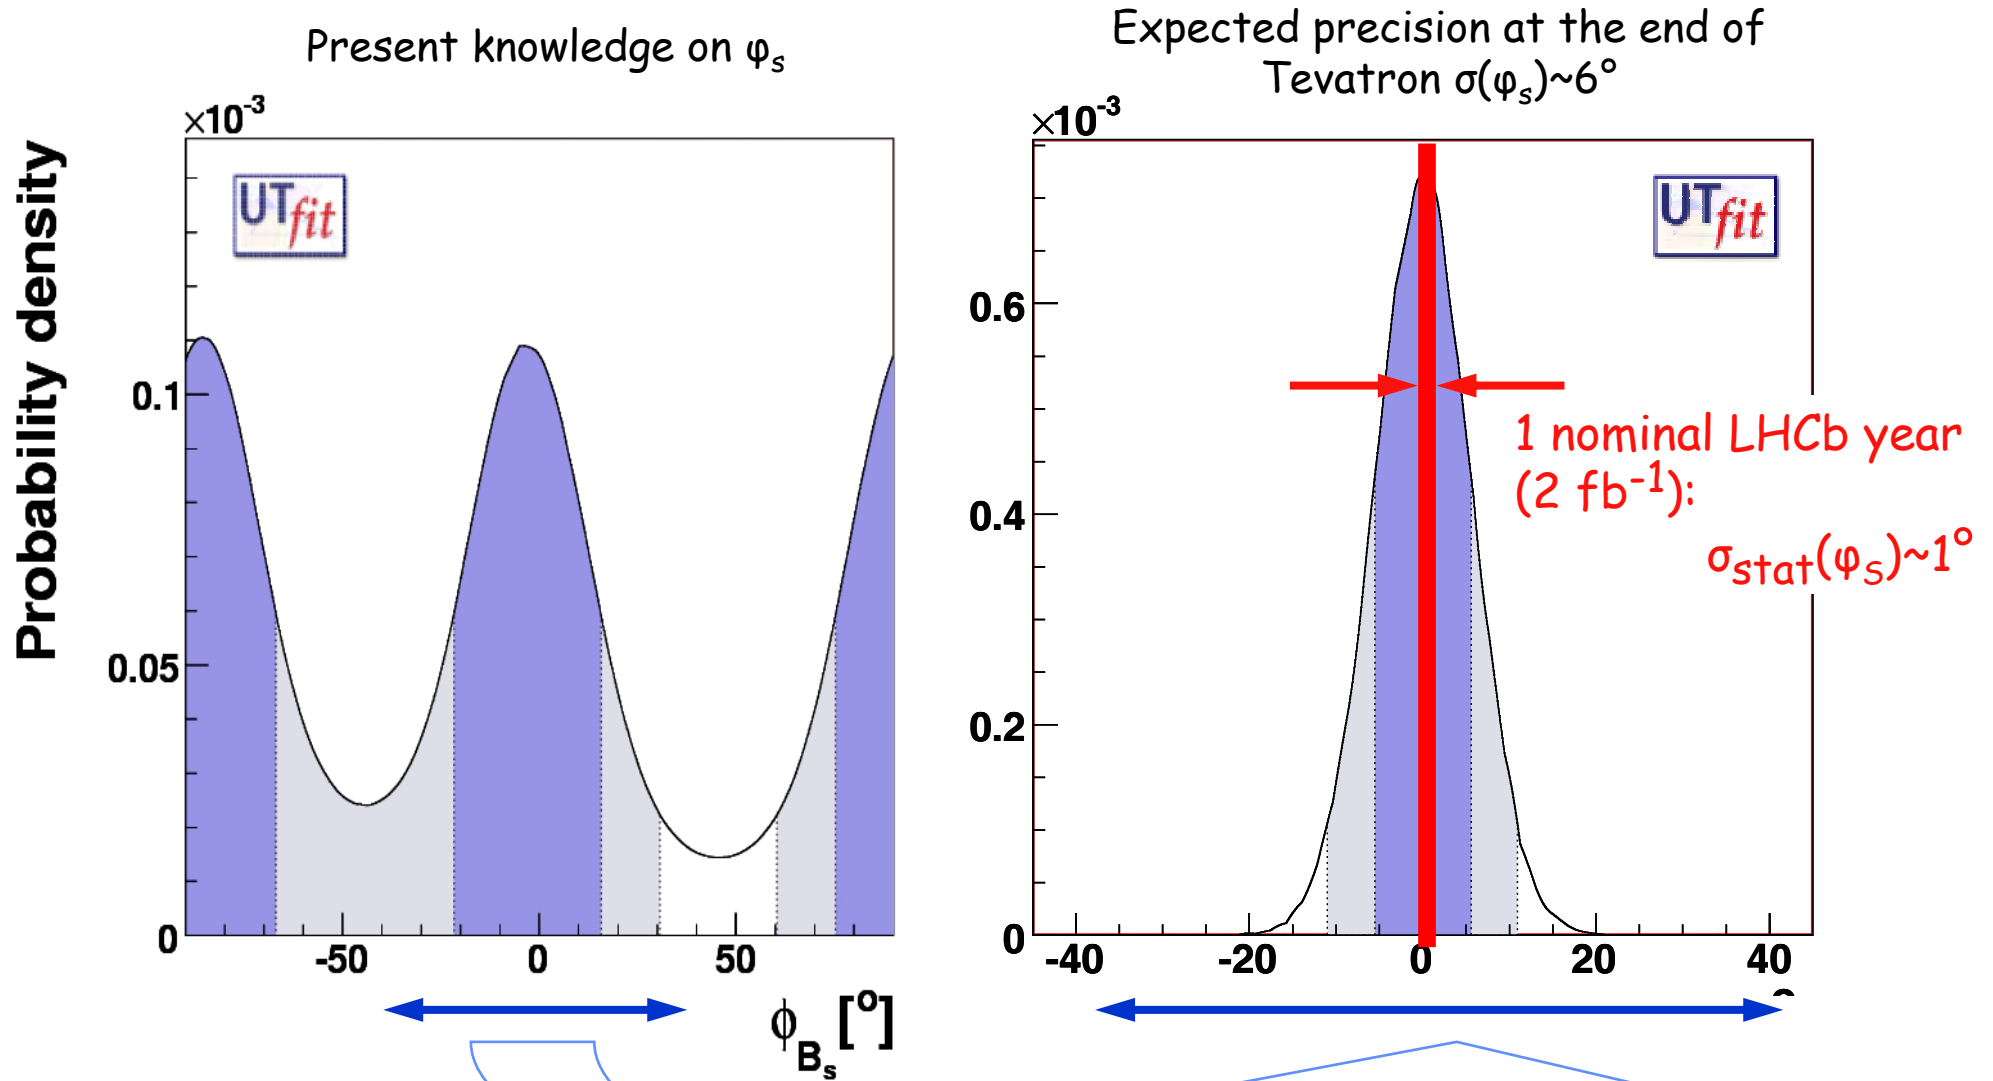 Present knowledge on φs
Expected precision at the end of
Tevatron σ(φs)~6°
×10-3
UTfit
Probability density
0.1
0.05
0
-50
0
50
ϕBs [o]
×10-3
UTfit
0.6
0.4
0.2
0
-40
-20
0
20
40
1 nominal LHCb year
(2 fb-1):
σstat(φs)~1°